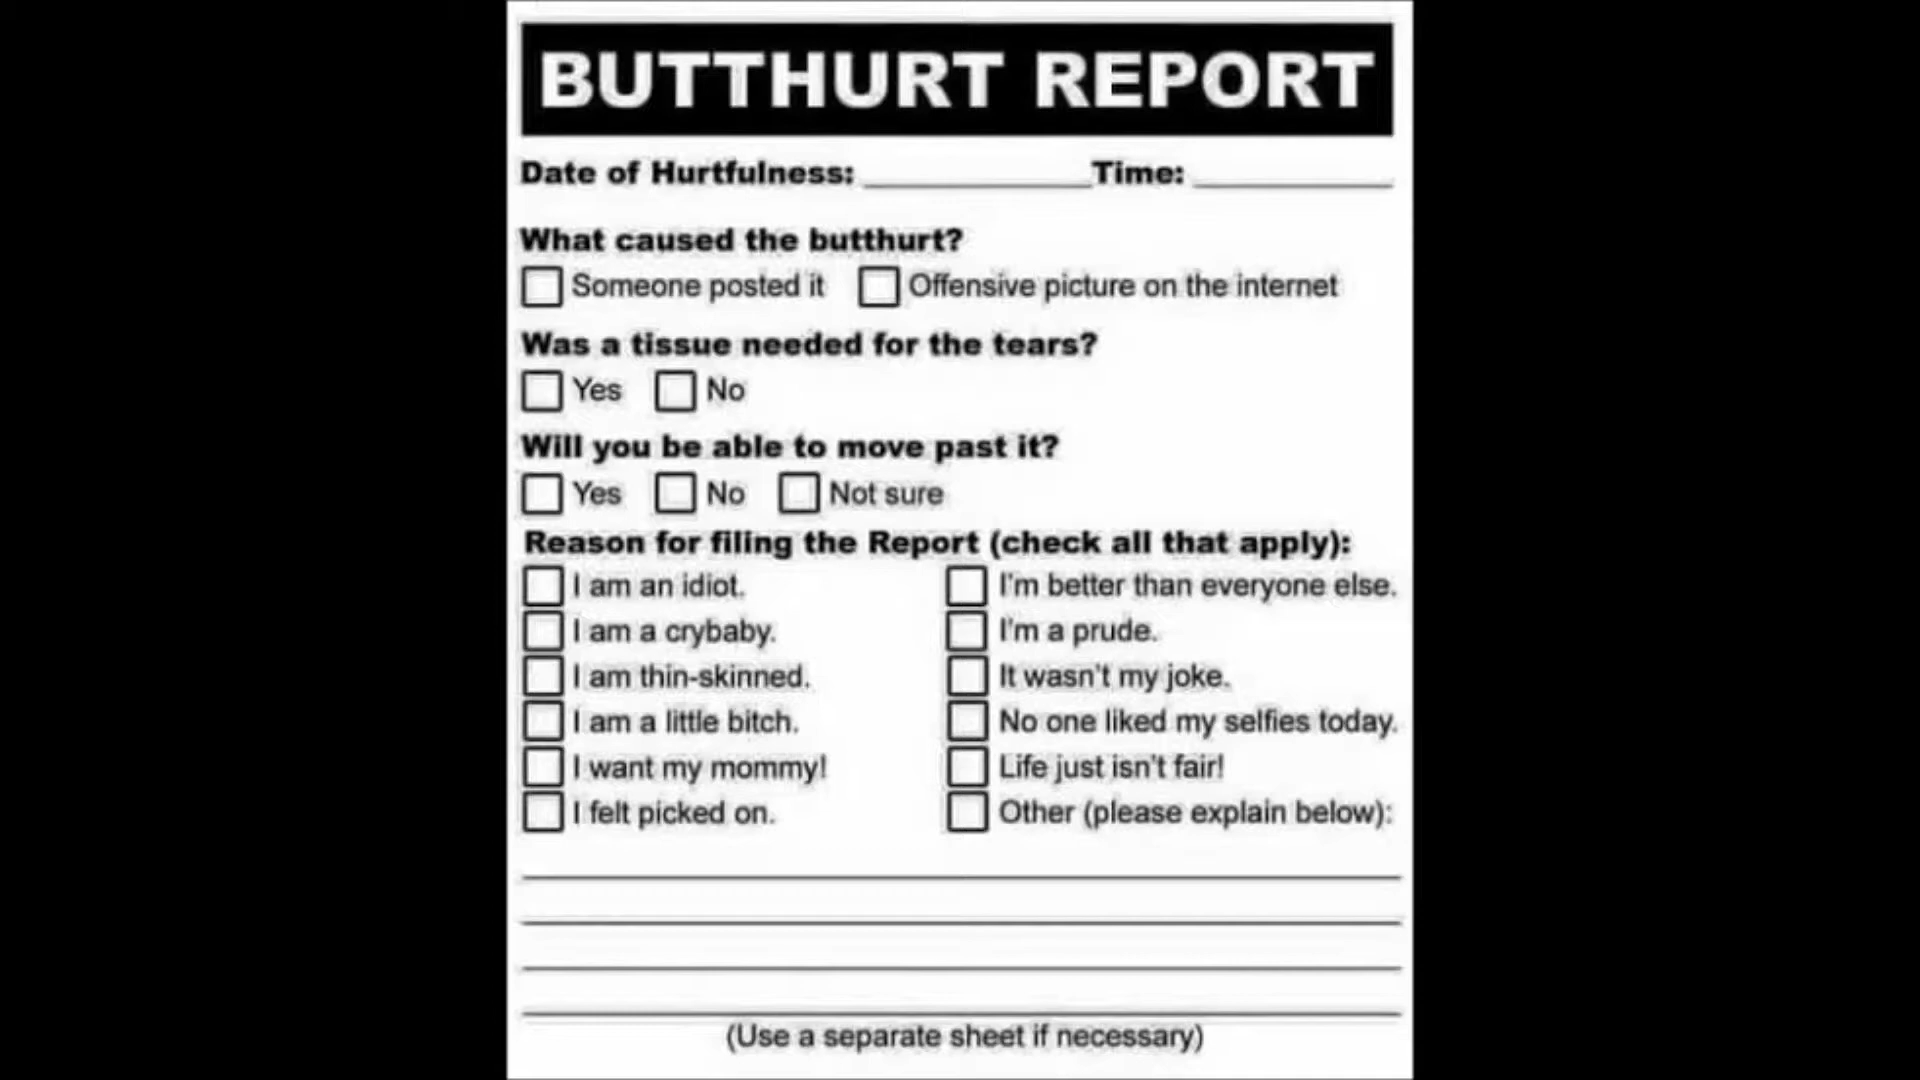 BUTTHURT REPORT
Date of Hurtfulness: ____________Time: __________
What caused the butthurt?
Someone posted it Offensive picture on the internet
Was a tissue needed for the tears?
Yes No
Will you be able to move past it?
Yes No Not sure
Reason for filing the Report (check all that apply):
I am an idiot. I'm better than everyone else.
I am a crybaby. I'm a prude.
I am thin-skinned. It wasn't my joke.
I am a little bitch. No one liked my selfies today.
I want my mommy! Life just isn't fair!
I felt picked on. Other (please explain below):
(Use a separate sheet if necessary)